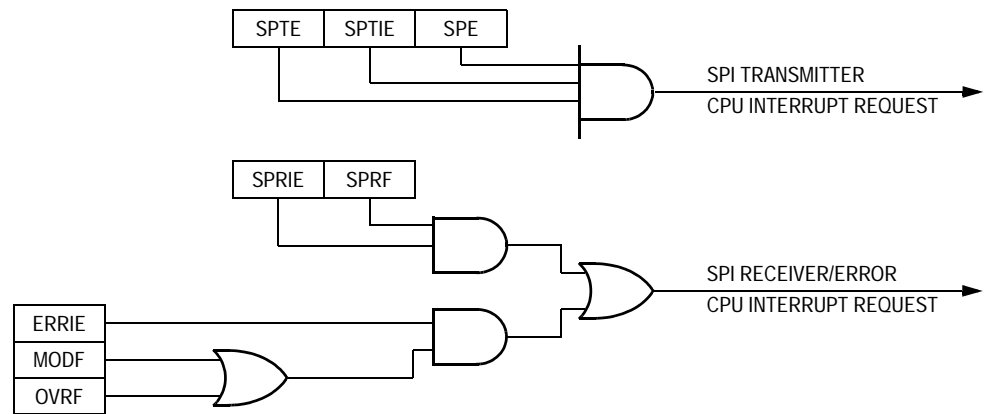 SPTE SPTIE SPE
SPI TRANSMITTER
CPU INTERRUPT REQUEST
SPRIE SPRF
SPI RECEIVER/ERROR
CPU INTERRUPT REQUEST
ERRIE
MODF
OVRF